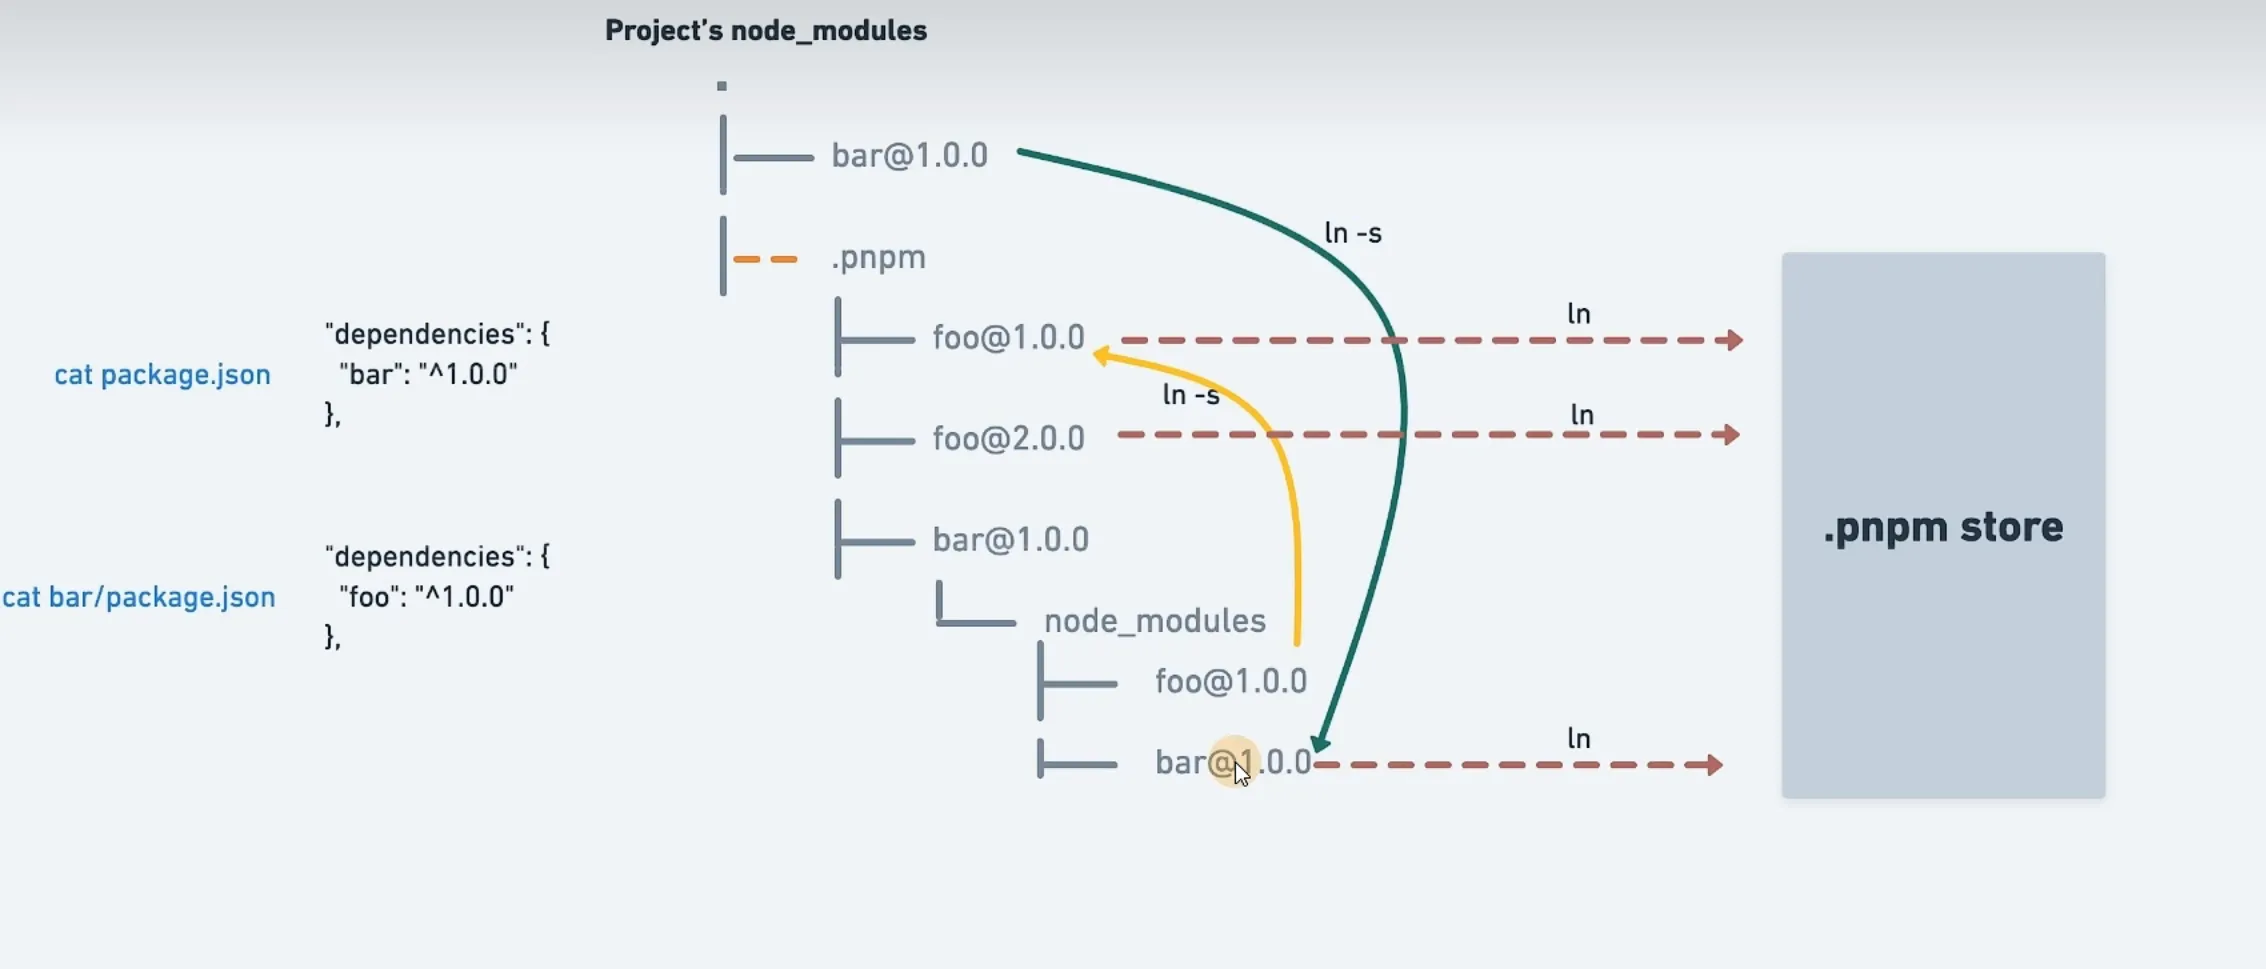 Project's node_modules
.
bar@1.0.0
ln -s
.pnpm
foo@1.0.0
ln
ln -s
foo@2.0.0
ln
bar@1.0.0
node_modules
foo@1.0.0
bar@1.0.0
ln
.pnpm store
cat package.json
"dependencies": {
"bar": "^1.0.0"
},
cat bar/package.json
"dependencies": {
"foo": "^1.0.0"
},